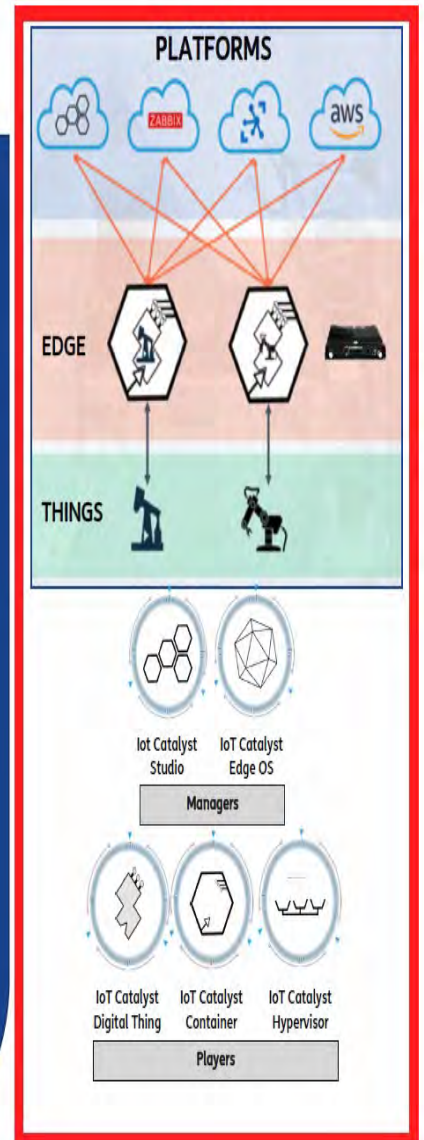 PLATFORMS
ZABBIX
aws
EDGE
THINGS
Iot Catalyst
Studio
IoT Catalyst
Edge OS
Managers
IoT Catalyst
Digital Thing
IoT Catalyst
Container
IoT Catalyst
Hypervisor
Players